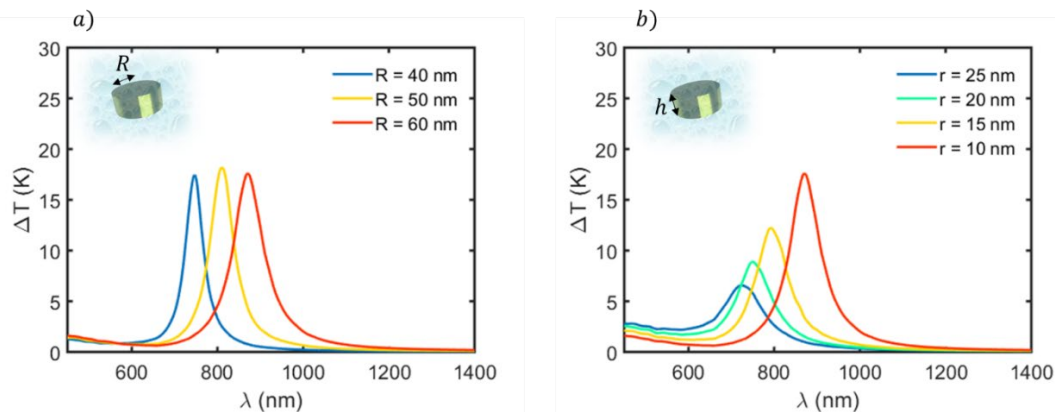 a)
30
25
20
15
10
5
0
ΔT (K)
R
R = 40 nm
R = 50 nm
R = 60 nm
600 800 1000 1200 1400
λ (nm)
b)
30
25
20
15
10
5
0
ΔT (K)
h
r = 25 nm
r = 20 nm
r = 15 nm
r = 10 nm
600 800 1000 1200 1400
λ (nm)